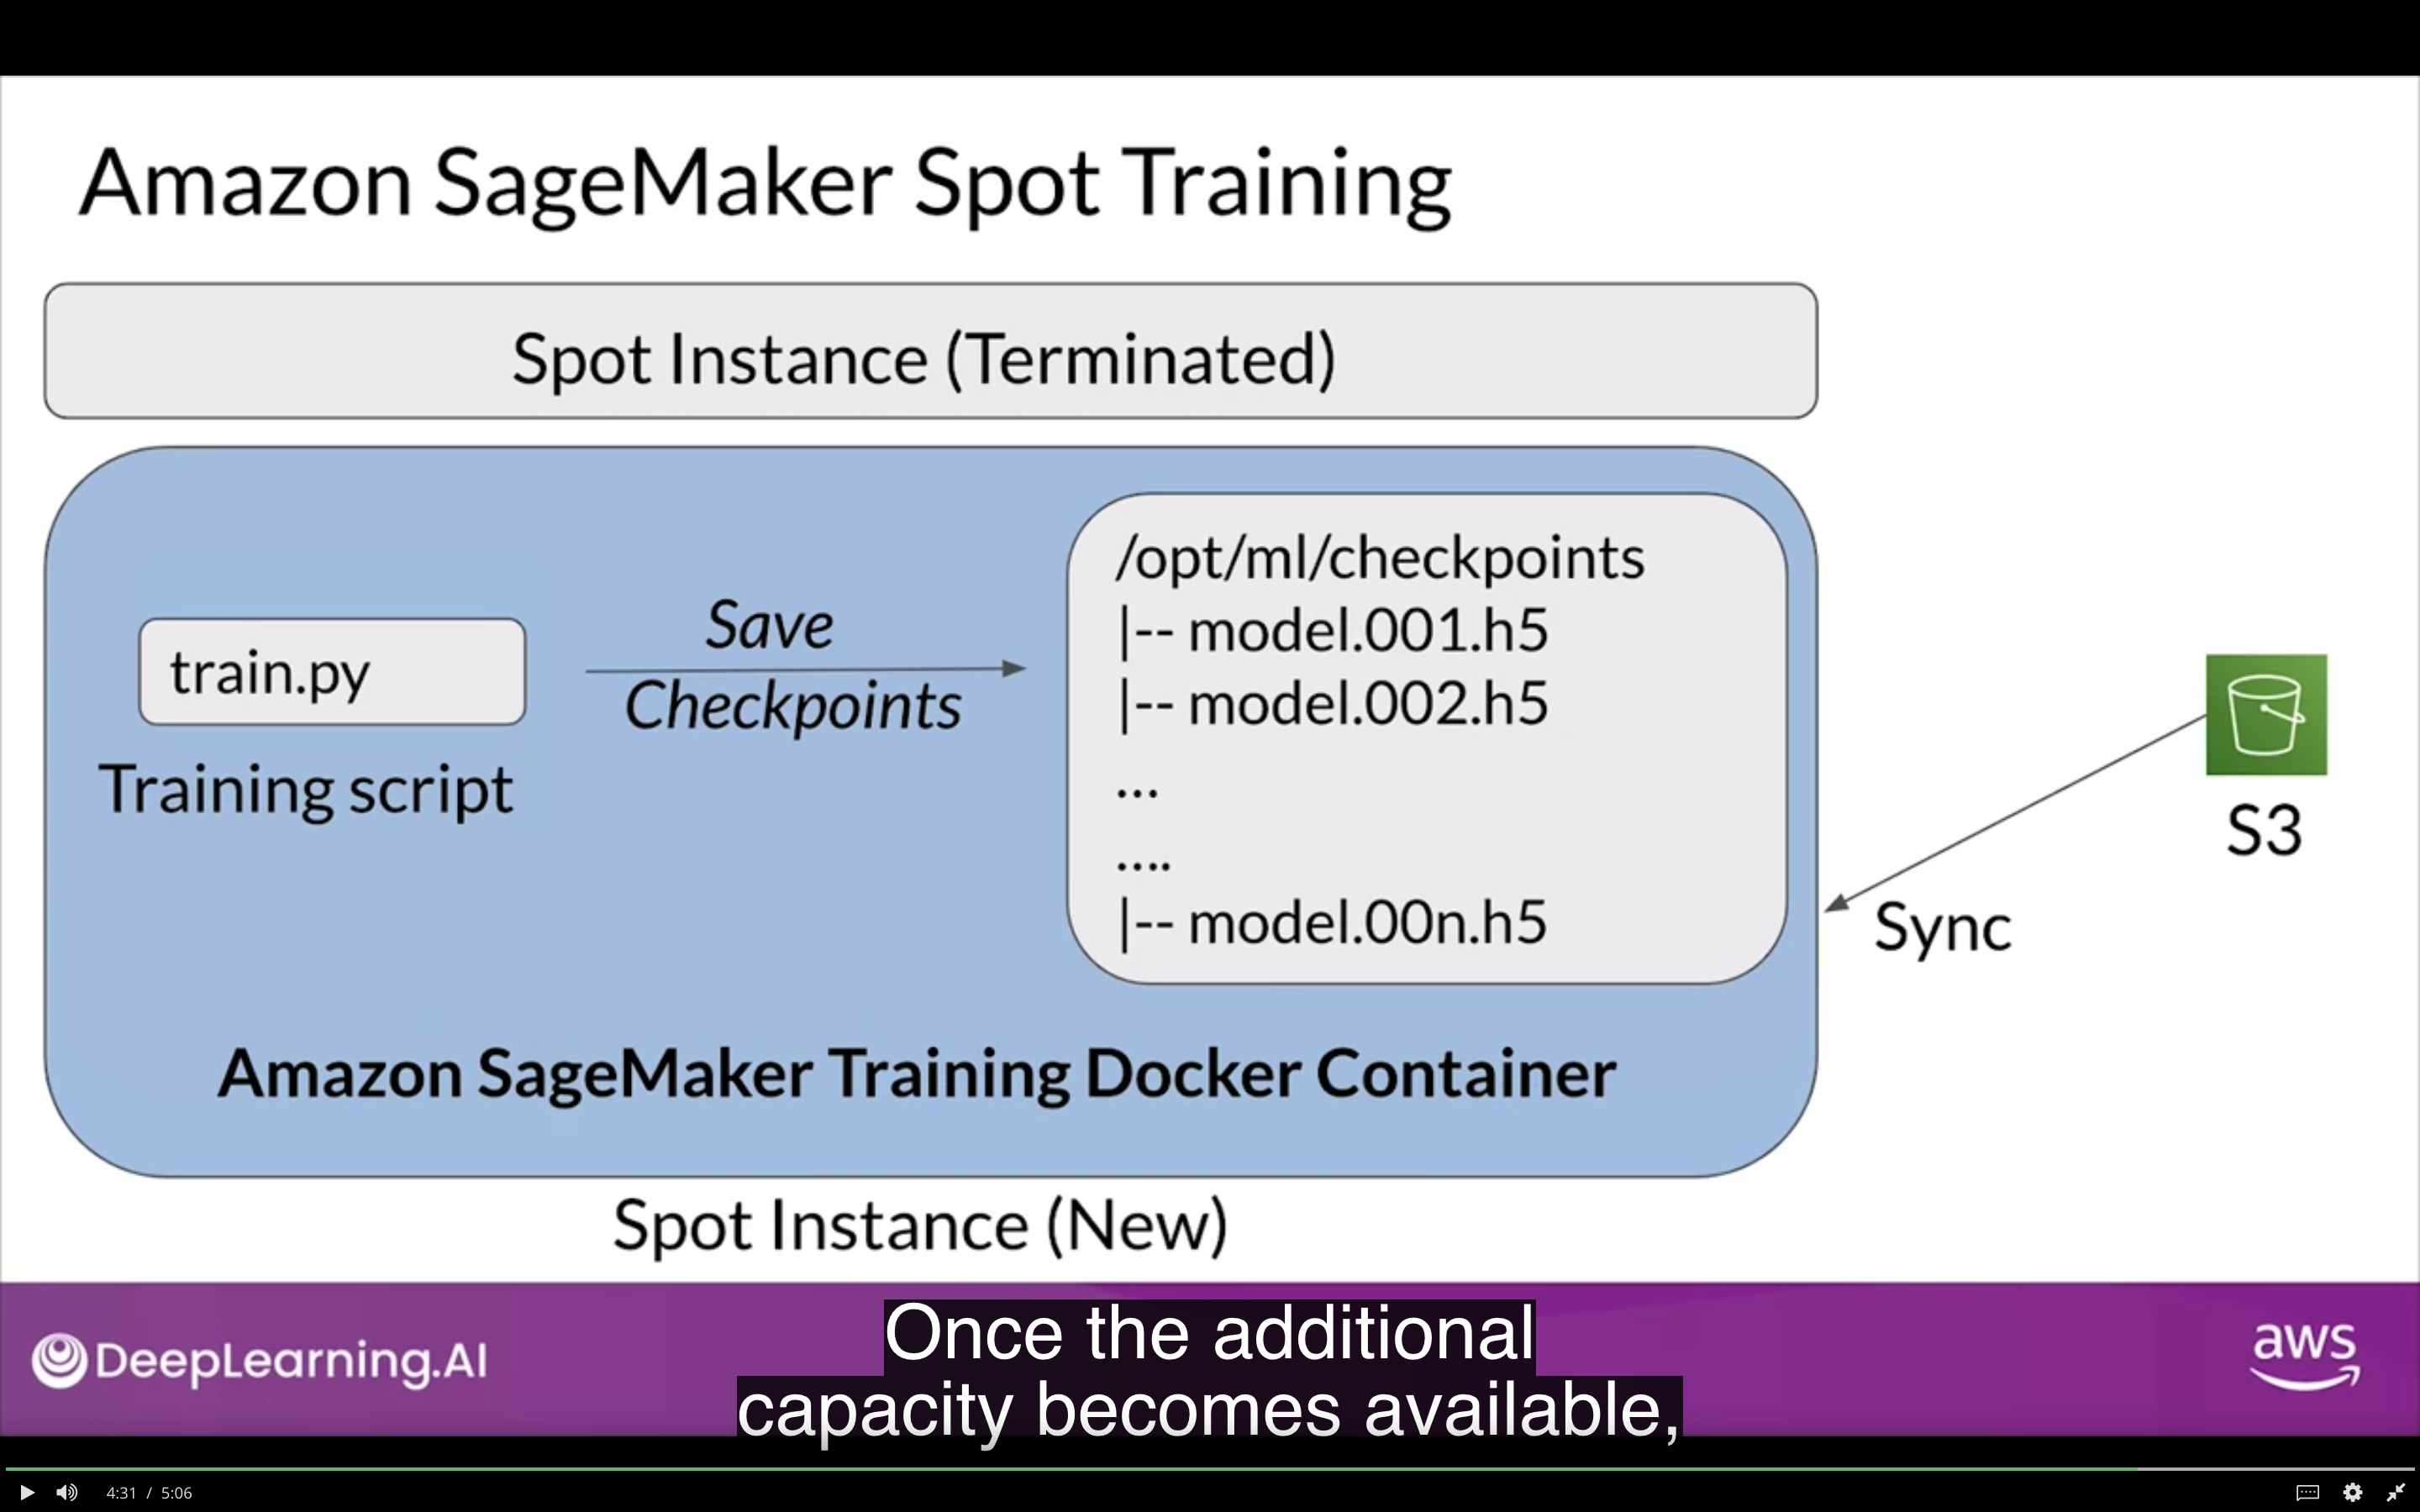 Amazon SageMaker Spot Training
Spot Instance (Terminated)
train.py
Training script
Save
Checkpoints
/opt/ml/checkpoints
|-- model.001.h5
|-- model.002.h5
...
....
|-- model.00n.h5
Amazon SageMaker Training Docker Container
Spot Instance (New)
S3
Sync
DeepLearning.AI
Once the additional
capacity becomes available,
aws
4:31 / 5:06